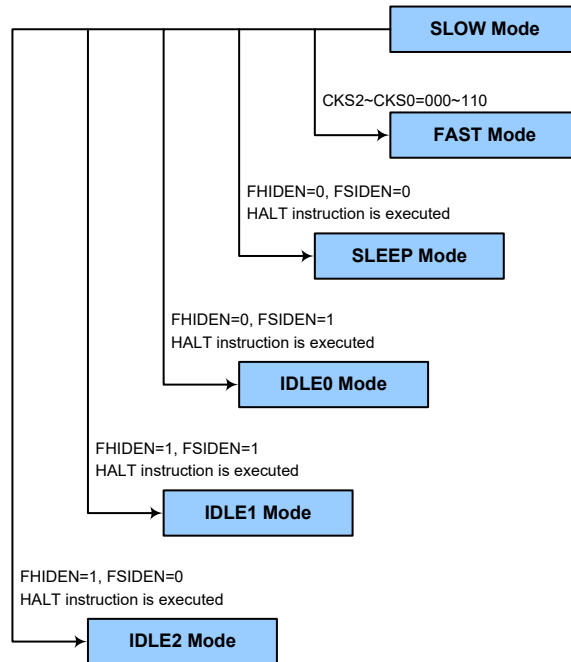 SLOW Mode
CKS2~CKS0=000~110
FAST Mode
FHIDEN=0, FSIDEN=0
HALT instruction is executed
SLEEP Mode
FHIDEN=0, FSIDEN=1
HALT instruction is executed
IDLE0 Mode
FHIDEN=1, FSIDEN=1
HALT instruction is executed
IDLE1 Mode
FHIDEN=1, FSIDEN=0
HALT instruction is executed
IDLE2 Mode